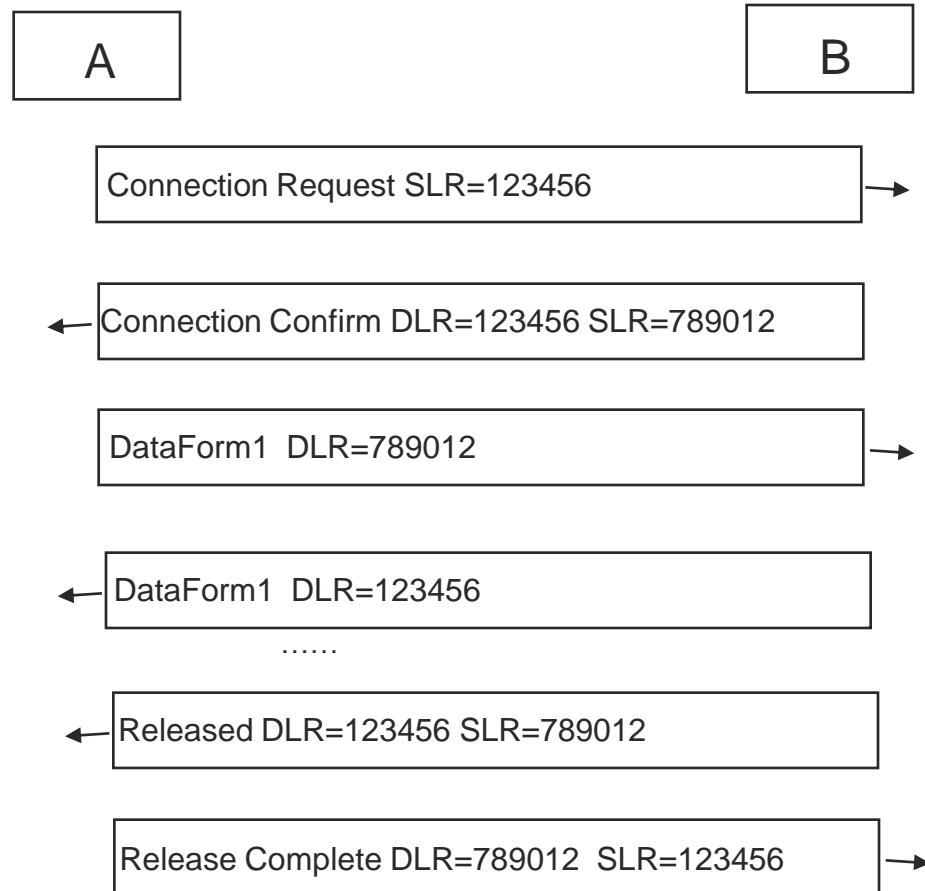 A
B
Connection Request SLR=123456
Connection Confirm DLR=123456 SLR=789012
DataForm1  DLR=789012
DataForm1  DLR=123456
......
Released DLR=123456 SLR=789012
Release Complete DLR=789012  SLR=123456